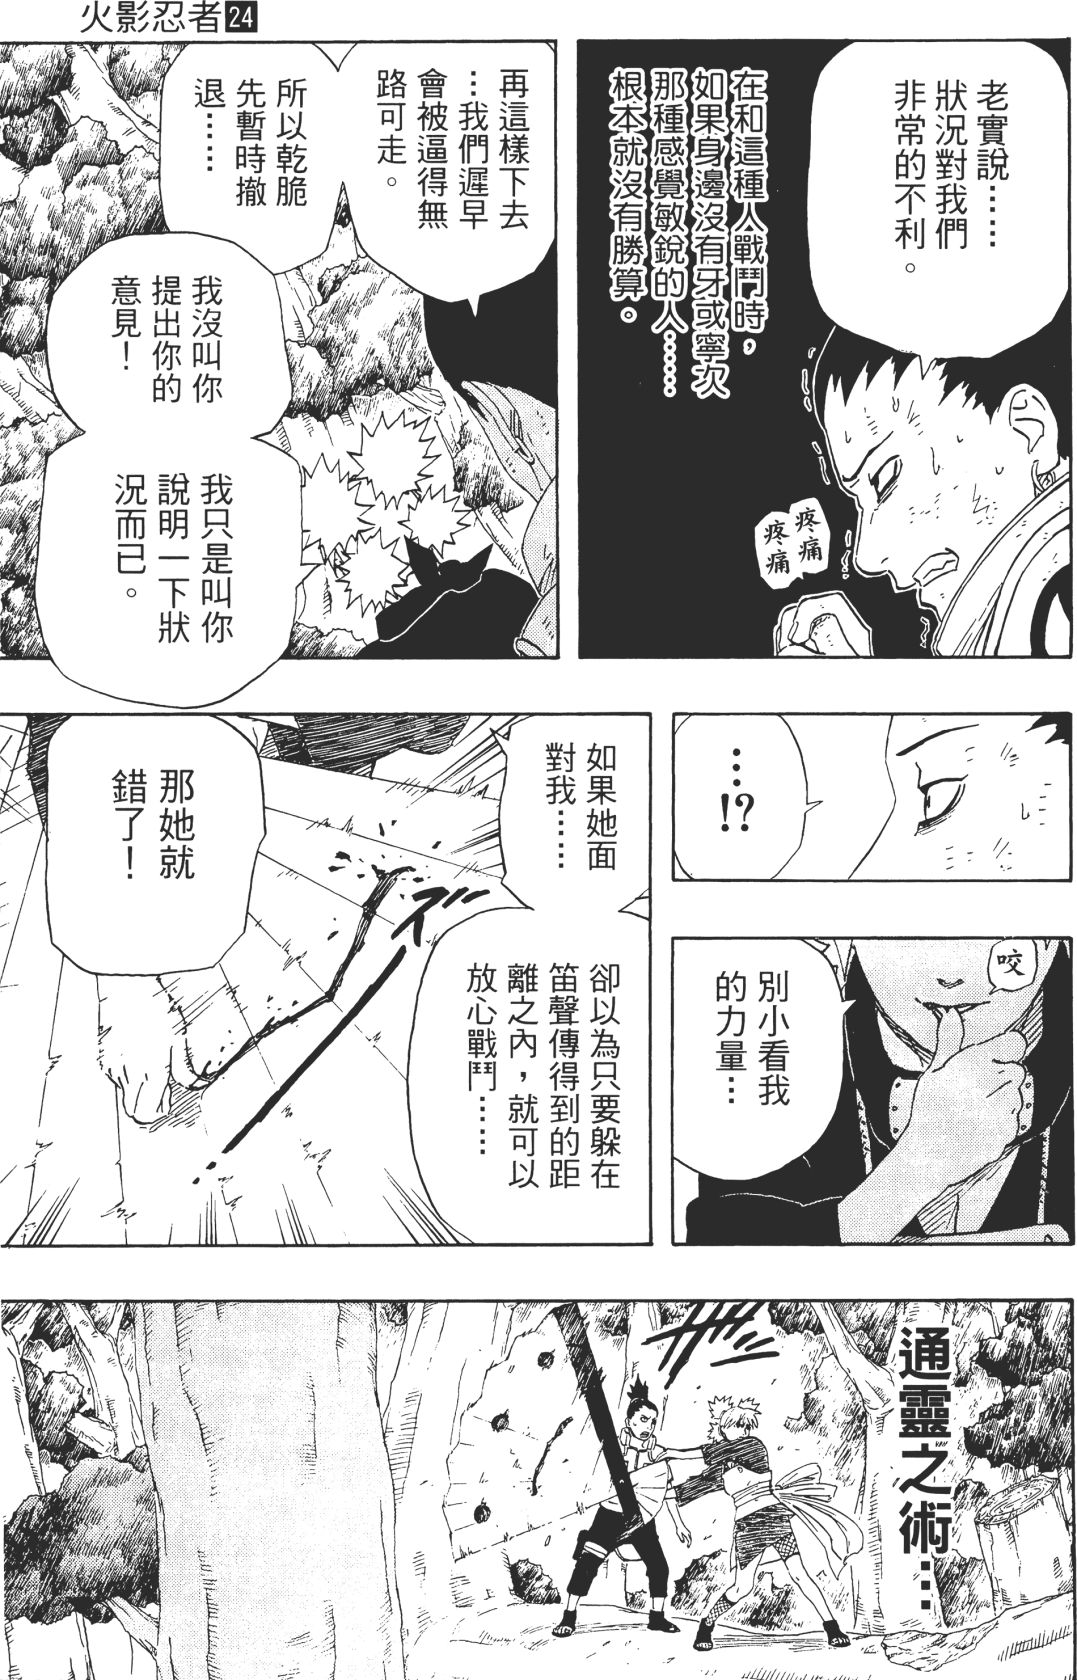 火影忍者24
老實說……
狀況對我們
非常的不利。
在和這種人戰鬥時，
如果身邊沒有牙或寧次
那種感覺敏銳的人……
根本就沒有勝算。
疼痛
疼痛
再這樣下去
…我們遲早
會被逼得無
路可走。
所以乾脆
先暫時撤
退……
我沒叫你
提出你的
意見！
我只是叫你
說明一下狀
況而已。
…!?
別小看我
的力量…
咬
如果她面
對我……
卻以為只要躲在
笛聲傳得到的距
離之內，就可以
放心戰鬥……
ズ
那她就
錯了！
通靈之術…